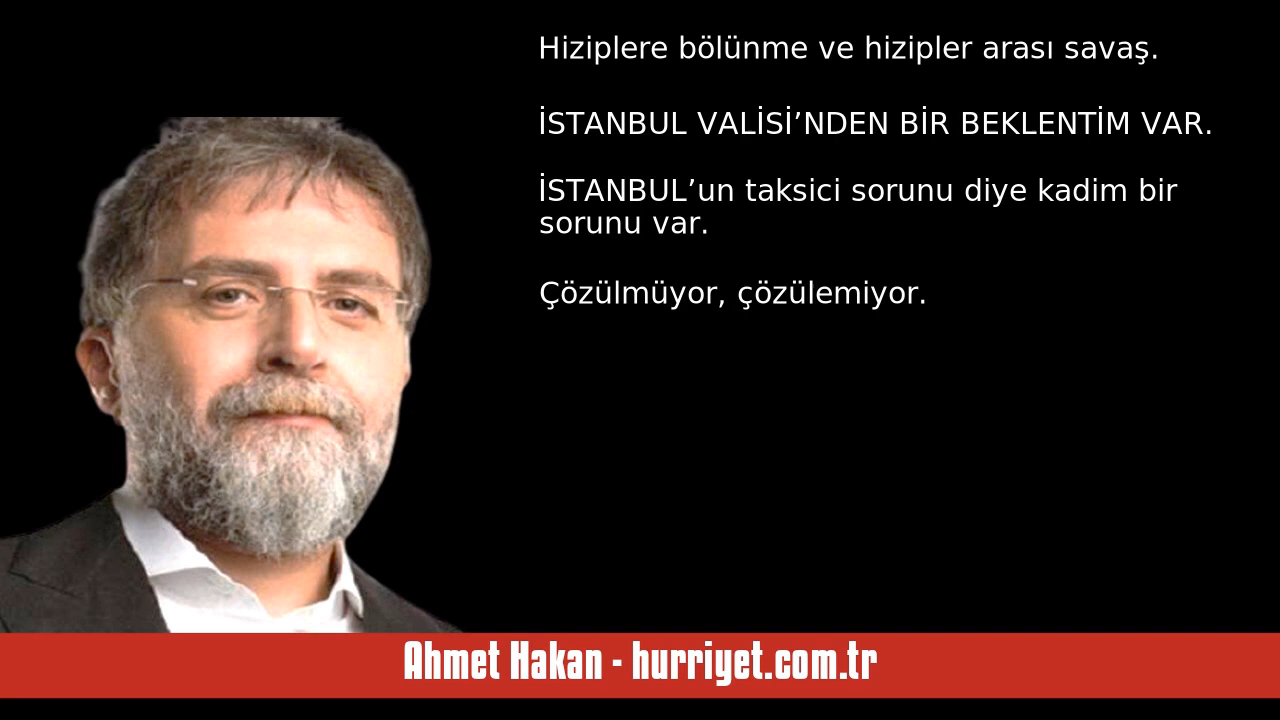 Hiziplere bölünme ve hizipler arası savaş.
İSTANBUL VALİSİ’NDEN BİR BEKLENTİM VAR.
İSTANBUL’un taksici sorunu diye kadim bir
sorunu var.
Çözülmüyor, çözülemiyor.
Ahmet Hakan - hurriyet.com.tr